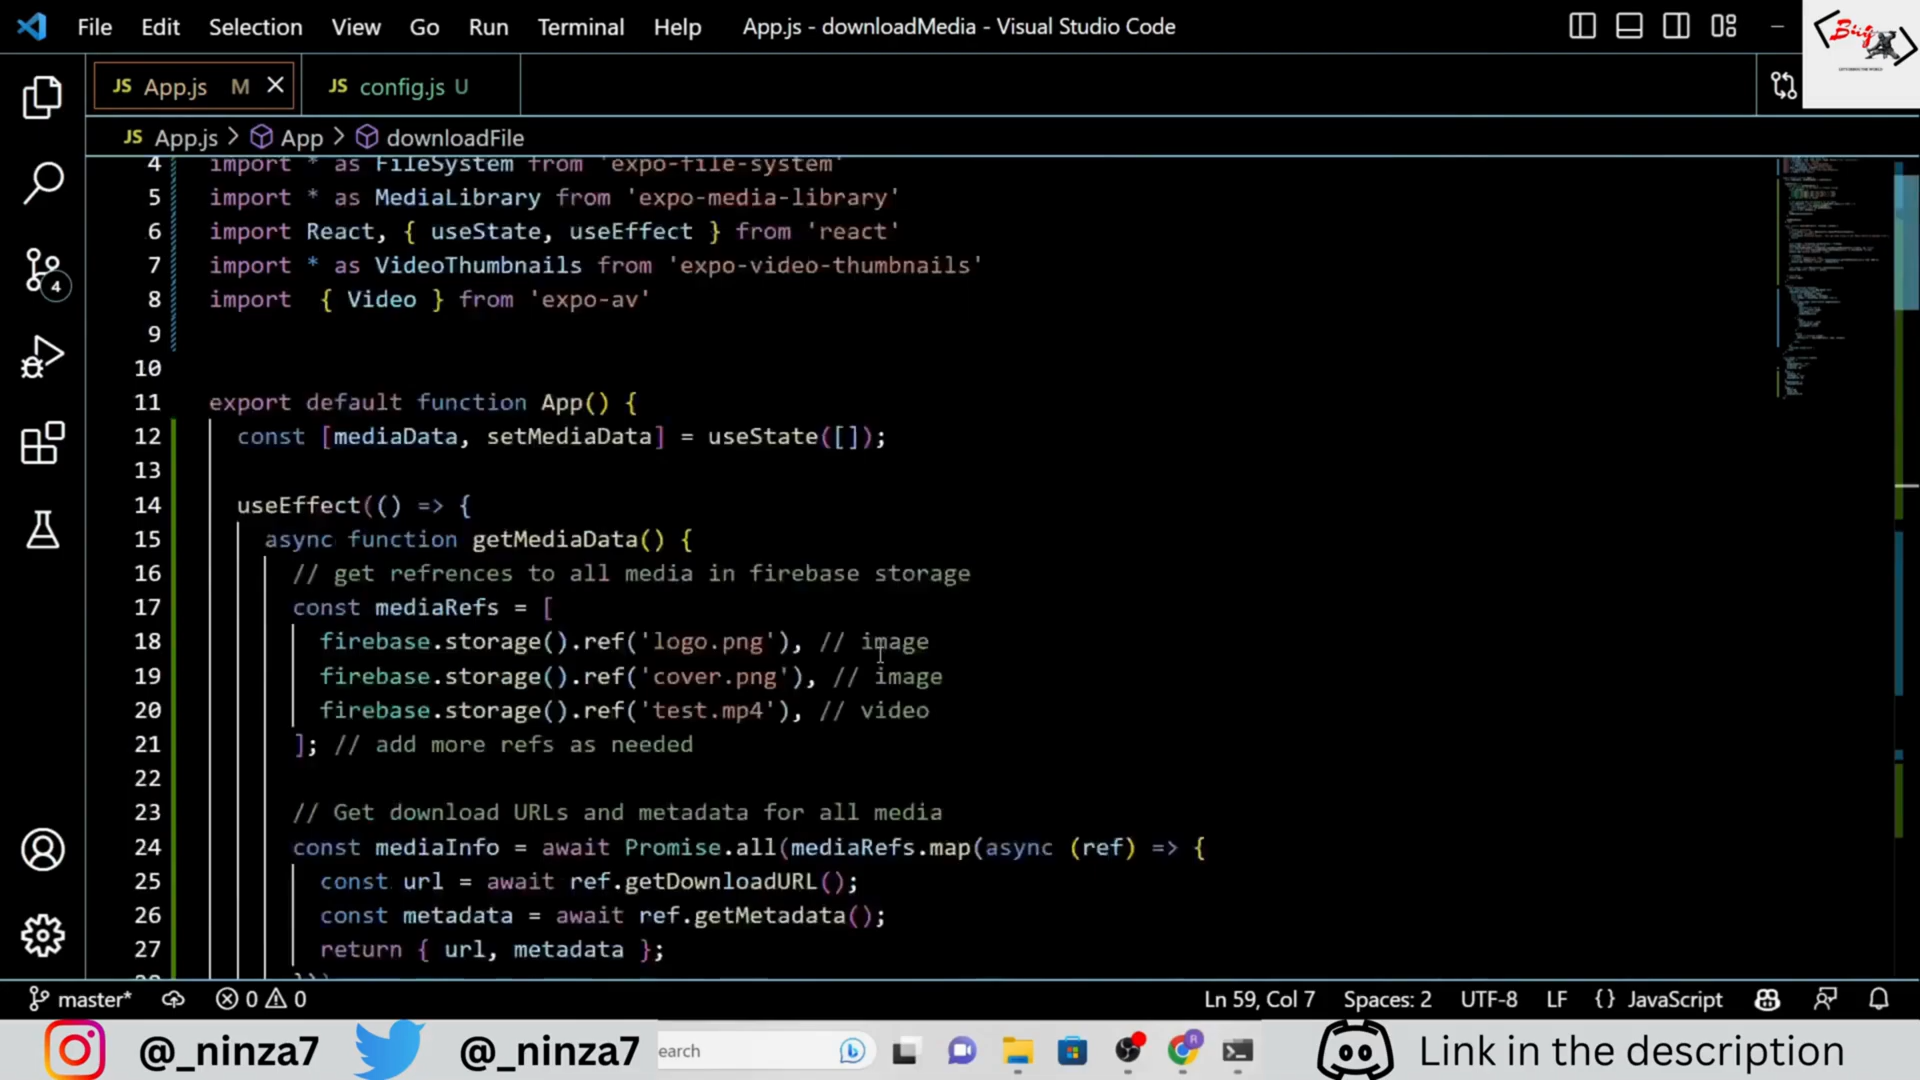 File Edit Selection View Go Run Terminal Help App.js - downloadMedia - Visual Studio Code
JS App.js M JS config.js U
JS App.js > App > downloadFile
4 import * as FileSystem from 'expo-file-system'
5 import * as MediaLibrary from 'expo-media-library'
6 import React, { useState, useEffect } from 'react'
7 import * as VideoThumbnails from 'expo-video-thumbnails'
8 import { Video } from 'expo-av'
9
10
11 export default function App() {
12 const [mediaData, setMediaData] = useState([]);
13
14 useEffect(() => {
15 async function getMediaData() {
16 // get refrences to all media in firebase storage
17 const mediaRefs = [
18 firebase.storage().ref('logo.png'), // image
19 firebase.storage().ref('cover.png'), // image
20 firebase.storage().ref('test.mp4'), // video
21 ]; // add more refs as needed
22
23 // Get download URLs and metadata for all media
24 const mediaInfo = await Promise.all(mediaRefs.map(async (ref) => {
25 const url = await ref.getDownloadURL();
26 const metadata = await ref.getMetadata();
27 return { url, metadata };
4
master* 0 0 Ln 59, Col 7 Spaces: 2 UTF-8 LF {} JavaScript
@_ninza7 @_ninza7 earch Link in the description